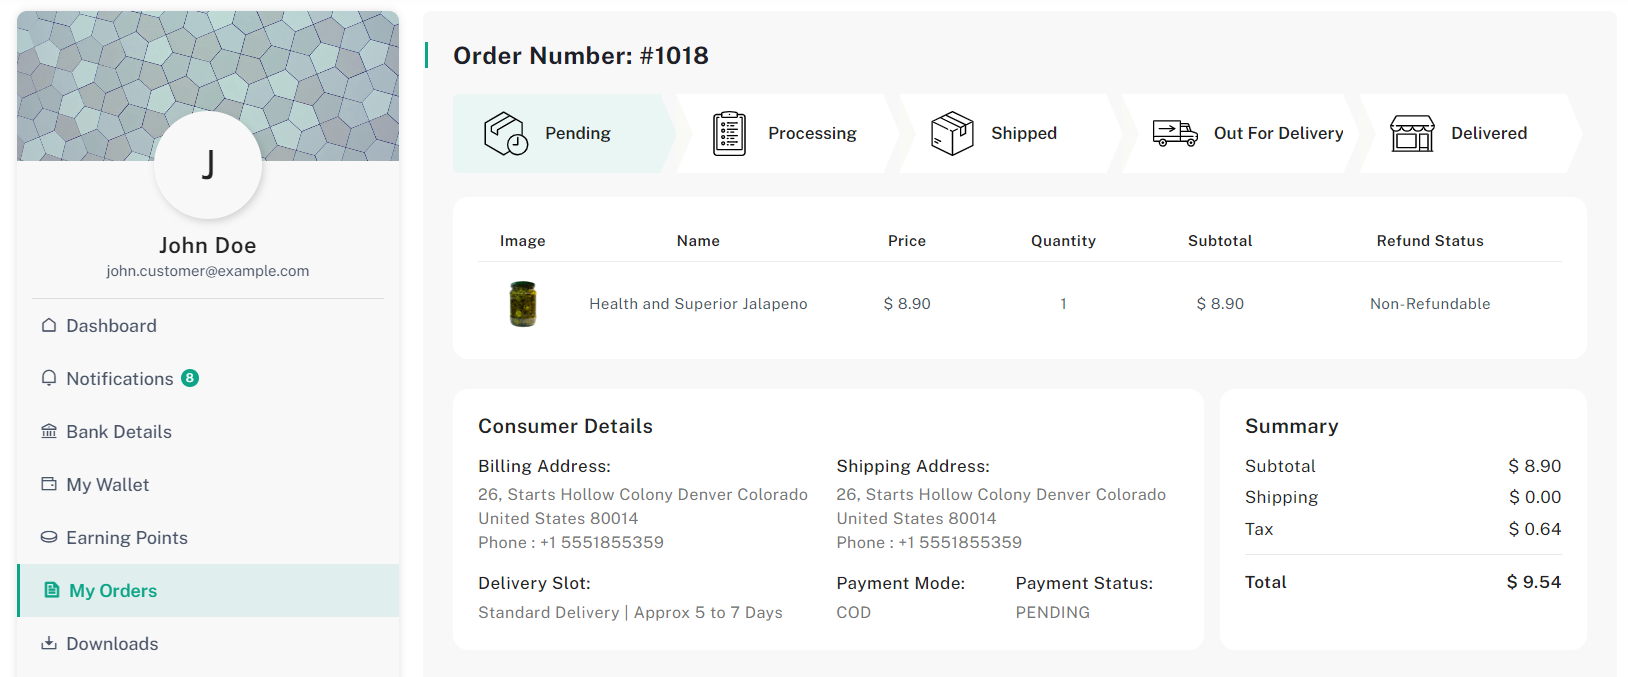 J
John Doe
john.customer@example.com
Dashboard
Notifications 8
Bank Details
My Wallet
Earning Points
My Orders
Downloads
Order Number: #1018
Pending Processing Shipped Out For Delivery Delivered
Image Name Price Quantity Subtotal Refund Status
Health and Superior Jalapeno $ 8.90 1 $ 8.90 Non-Refundable
Consumer Details
Billing Address:
26, Starts Hollow Colony Denver Colorado
United States 80014
Phone : +1 5551855359
Shipping Address:
26, Starts Hollow Colony Denver Colorado
United States 80014
Phone : +1 5551855359
Delivery Slot:
Standard Delivery | Approx 5 to 7 Days
Payment Mode:
COD
Payment Status:
PENDING
Summary
Subtotal $ 8.90
Shipping $ 0.00
Tax $ 0.64
Total $ 9.54